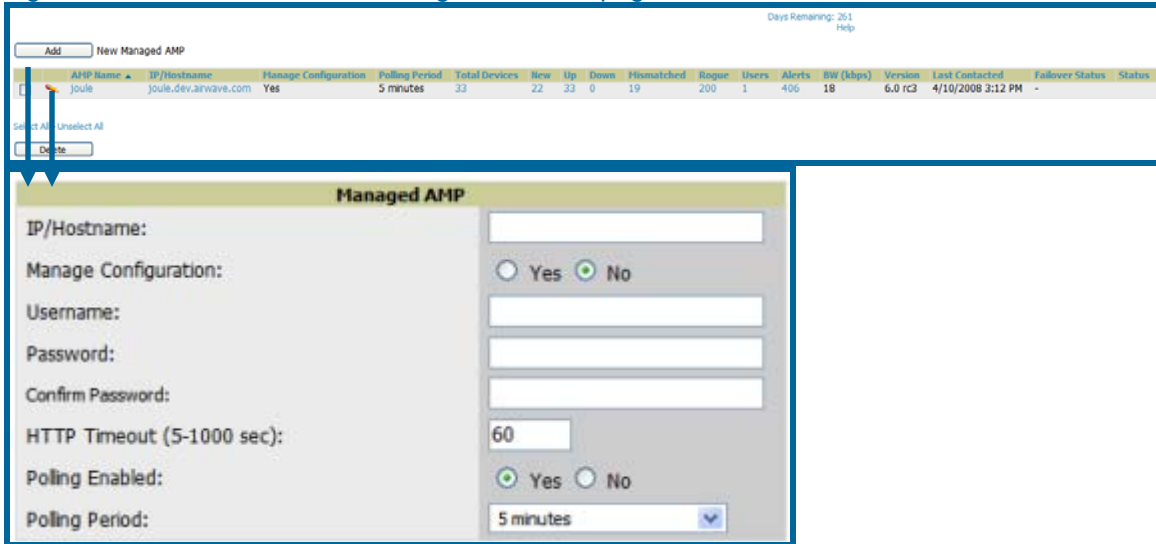 Days Remaining: 261
Help
Add New Managed AMP
AMP Name ▲ IP/Hostname Manage Configuration Polling Period Total Devices New Up Down Mismatched Rogue Users Alerts BW (kbps) Version Last Contacted Failover Status Status
joule joule.dev.airwave.com Yes 5 minutes 33 22 33 0 19 200 1 406 18 6.0 rc3 4/10/2008 3:12 PM -
Select All Unselect All
Delete
Managed AMP
IP/Hostname:
Manage Configuration: Yes No
Username:
Password:
Confirm Password:
HTTP Timeout (5-1000 sec): 60
Polling Enabled: Yes No
Polling Period: 5 minutes